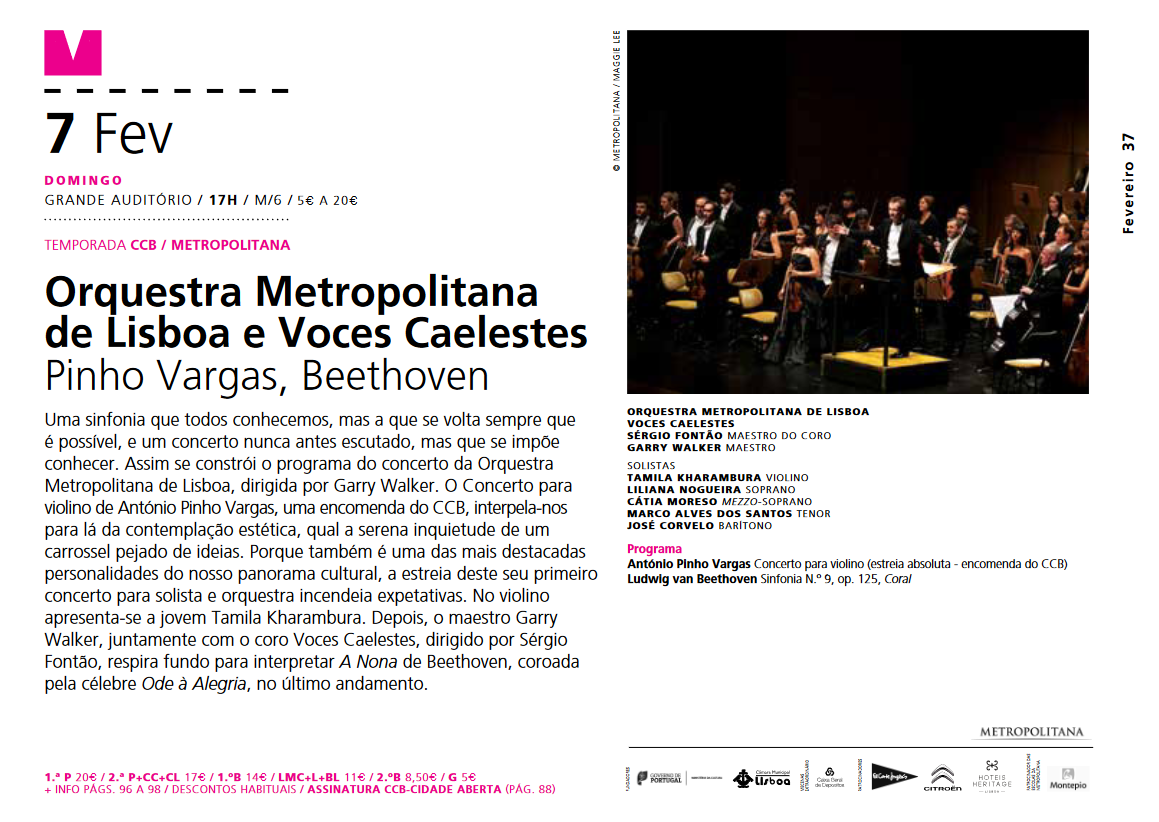 7 Fev
DOMINGO
GRANDE AUDITÓRIO / 17H / M/6 / 5€ A 20€
TEMPORADA CCB / METROPOLITANA
Orquestra Metropolitana
de Lisboa e Voces Caelestes
Pinho Vargas, Beethoven
Uma sinfonia que todos conhecemos, mas a que se volta sempre que
é possível, e um concerto nunca antes escutado, mas que se impõe
conhecer. Assim se constrói o programa do concerto da Orquestra
Metropolitana de Lisboa, dirigida por Garry Walker. O Concerto para
violino de António Pinho Vargas, uma encomenda do CCB, interpela-nos
para lá da contemplação estética, qual a serena inquietude de um
carrossel pejado de ideias. Porque também é uma das mais destacadas
personalidades do nosso panorama cultural, a estreia deste seu primeiro
concerto para solista e orquestra incendeia expetativas. No violino
apresenta-se a jovem Tamila Kharambura. Depois, o maestro Garry
Walker, juntamente com o coro Voces Caelestes, dirigido por Sérgio
Fontão, respira fundo para interpretar A Nona de Beethoven, coroada
pela célebre Ode à Alegria, no último andamento.
1.ª P 20€ / 2.ª P+CC+CL 17€ / 1.ºB 14€ / LMC+L+BL 11€ / 2.ºB 8,50€ / G 5€
+ INFO PÁGS. 96 A 98 / DESCONTOS HABITUAIS / ASSINATURA CCB-CIDADE ABERTA (PÁG. 88)
© METROPOLITANA / MAGGIE LEE
ORQUESTRA METROPOLITANA DE LISBOA
VOCES CAELESTES
SÉRGIO FONTÃO MAESTRO DO CORO
GARRY WALKER MAESTRO
SOLISTAS
TAMILA KHARAMBURA VIOLINO
LILIANA NOGUEIRA SOPRANO
CÁTIA MORESO MEZZO-SOPRANO
MARCO ALVES DOS SANTOS TENOR
JOSÉ CORVELO BARÍTONO
Programa
António Pinho Vargas Concerto para violino (estreia absoluta - encomenda do CCB)
Ludwig van Beethoven Sinfonia N.º 9, op. 125, Coral
Fevereiro 37
METROPOLITANA
GOVERNO DE
PORTUGAL
Câmara Municipal
Lisboa
Caixa Geral
de Depositos
El Corte Inglés
CITROËN
HOTEIS
HERITAGE
LISBOA
Montepio